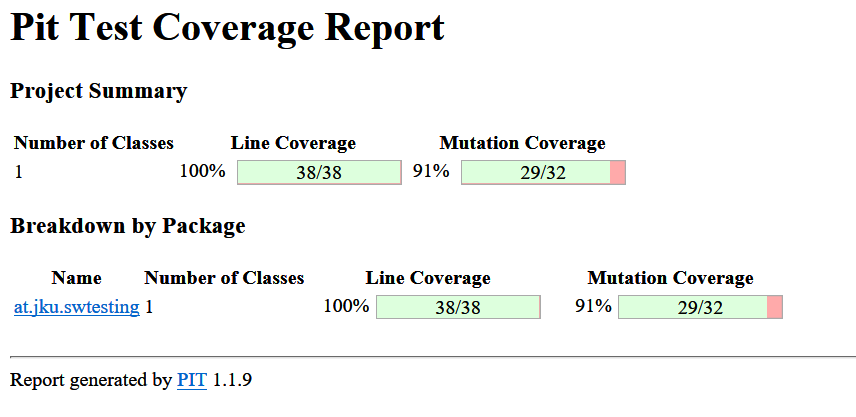 Pit Test Coverage Report
Project Summary
Number of Classes Line Coverage Mutation Coverage
1 100% 38/38 91% 29/32
Breakdown by Package
Name Number of Classes Line Coverage Mutation Coverage
at.jku.swtesting 1 100% 38/38 91% 29/32
Report generated by PIT 1.1.9